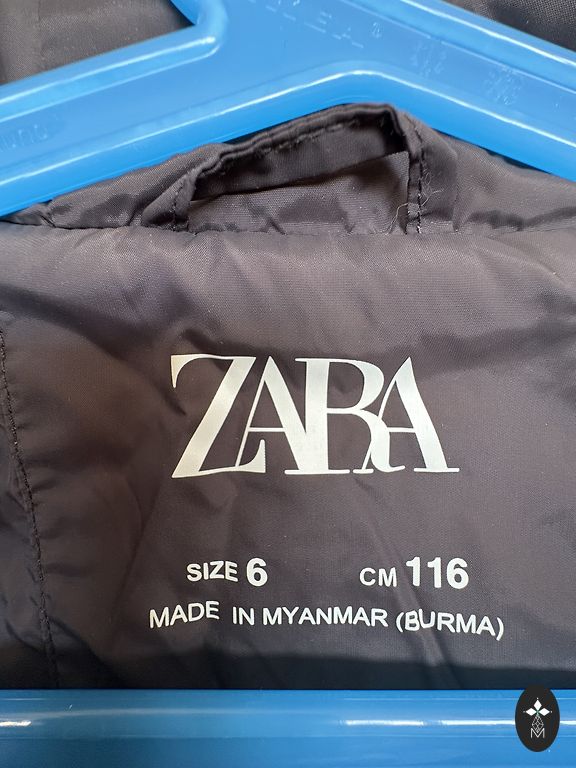 ZARA
SIZE 6 CM 116
MADE IN MYANMAR (BURMA)
M